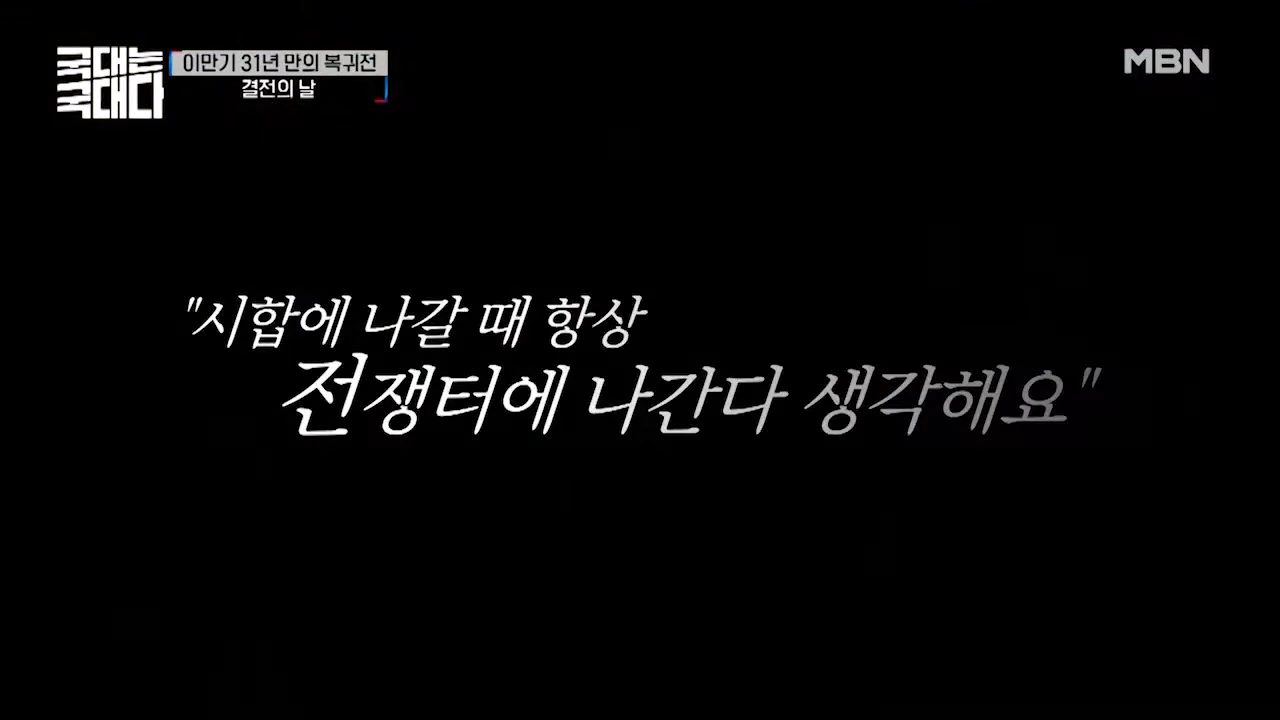 국대는
국대다
이만기 31년 만의 복귀전
결전의 날
MBN
"시합에 나갈 때 항상
전쟁터에 나간다 생각해요"